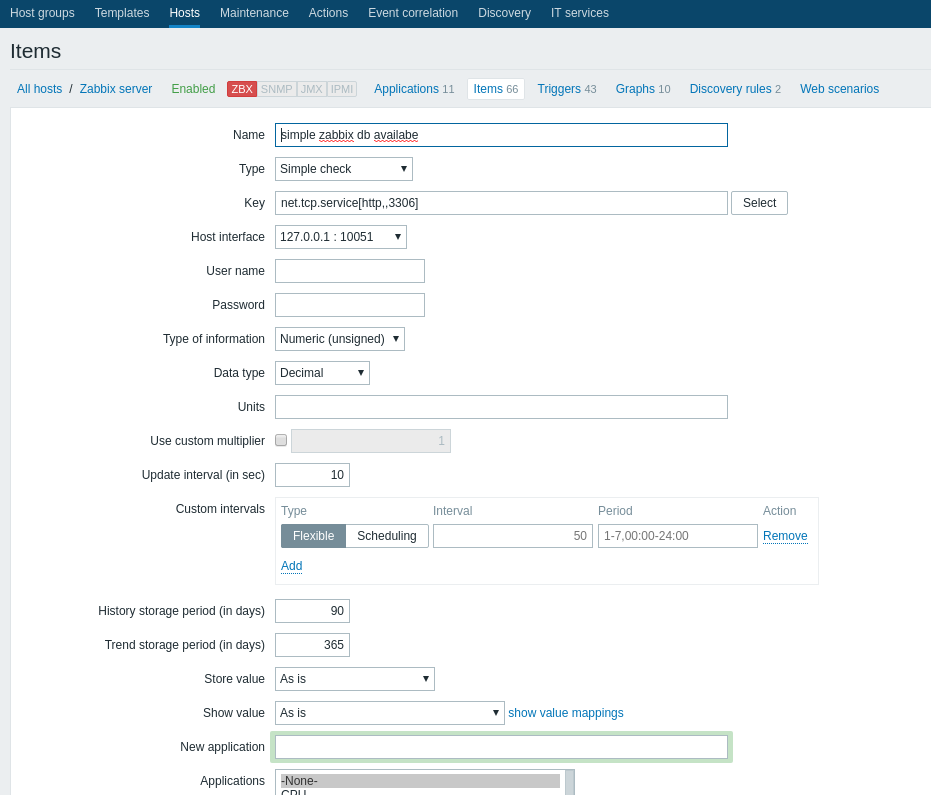 Host groups Templates Hosts Maintenance Actions Event correlation Discovery IT services
Items
All hosts / Zabbix server Enabled ZBX SNMP JMX IPMI Applications 11 Items 66 Triggers 43 Graphs 10 Discovery rules 2 Web scenarios
Name simple zabbix db availabe
Type Simple check
Key net.tcp.service[http,,3306] Select
Host interface 127.0.0.1 : 10051
User name
Password
Type of information Numeric (unsigned)
Data type Decimal
Units
Use custom multiplier 1
Update interval (in sec) 10
Custom intervals Type Interval Period Action
Flexible Scheduling 50 1-7,00:00-24:00 Remove
Add
History storage period (in days) 90
Trend storage period (in days) 365
Store value As is
Show value As is show value mappings
New application
Applications -None-
CPU